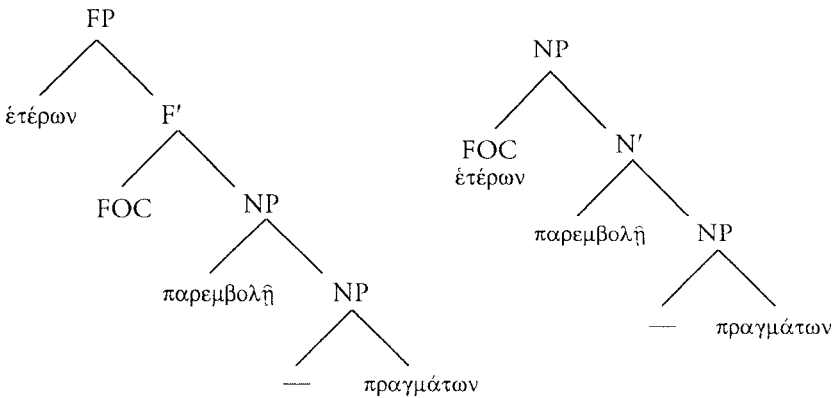 FP
ἑτέρων F′
FOC NP
παρεμβολῇ NP
— πραγμάτων
NP
FOC N′
ἑτέρων
παρεμβολῇ NP
— πραγμάτων